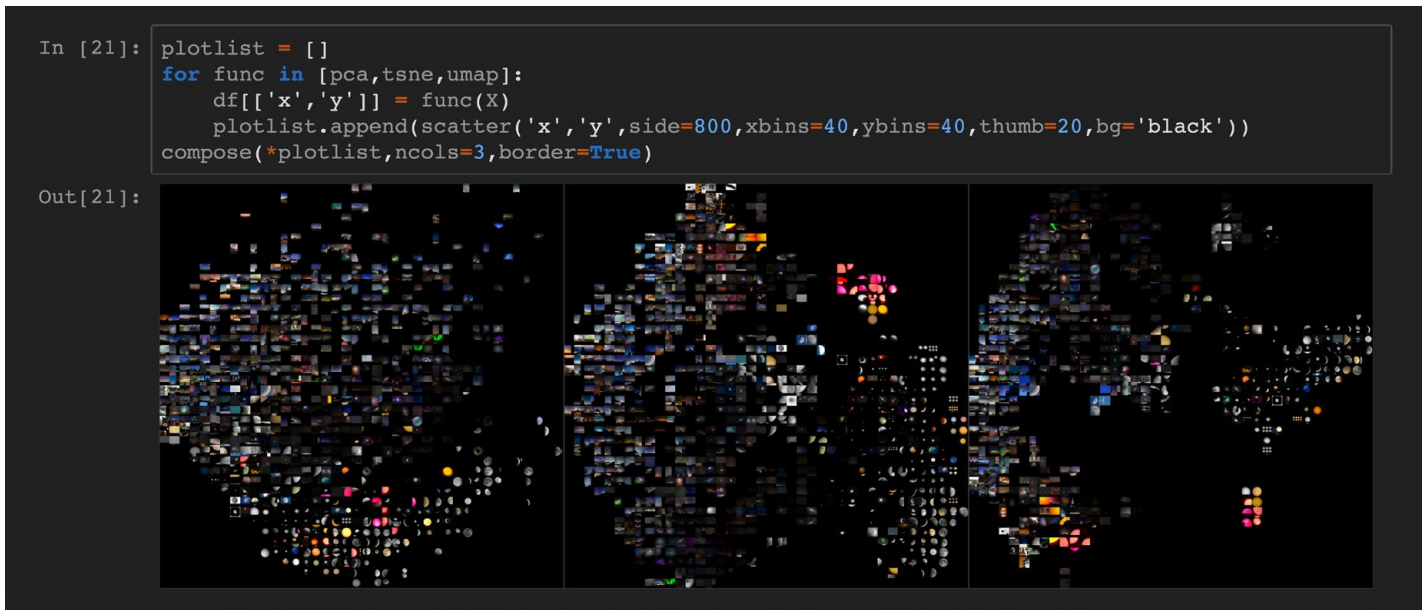 In [21]: plotlist = []
for func in [pca,tsne,umap]:
    df[['x','y']] = func(X)
    plotlist.append(scatter('x','y',side=800,xbins=40,ybins=40,thumb=20,bg='black'))
compose(*plotlist,ncols=3,border=True)
Out[21]: